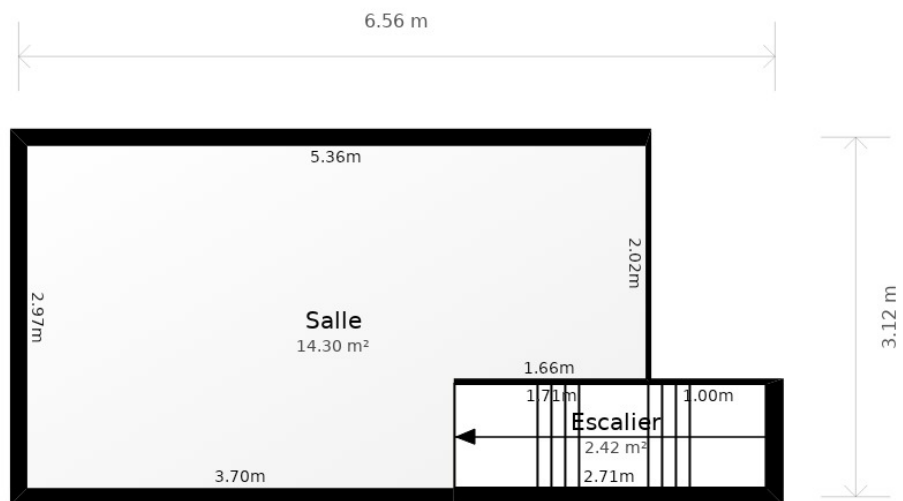 6.56 m
5.36m
2.02m
2.97m
3.12 m
Salle
14.30 m²
1.66m
1.71m
1.00m
Escalier
2.42 m²
3.70m
2.71m